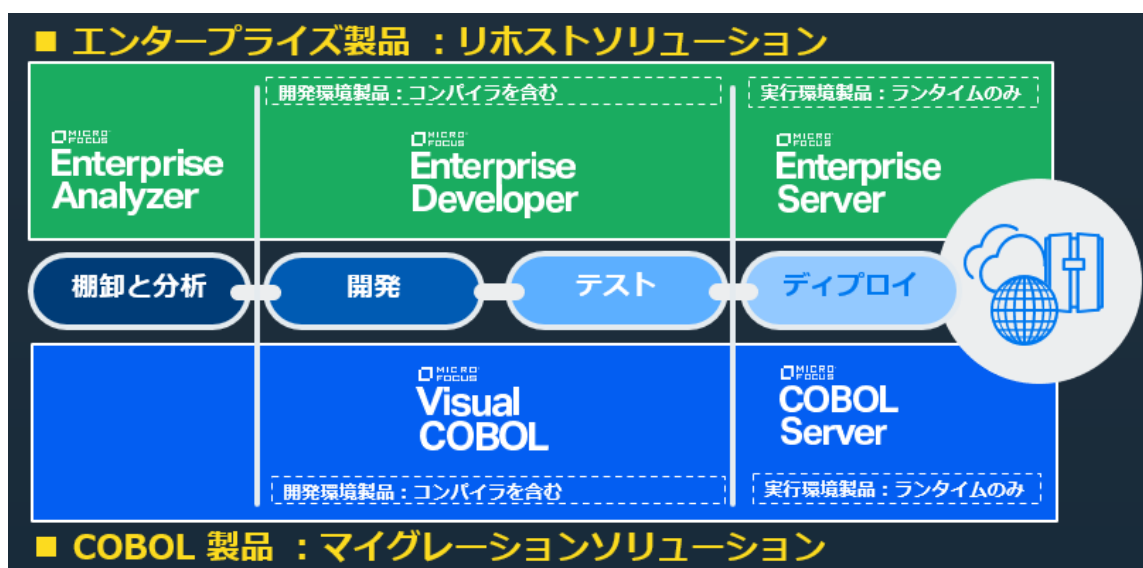 ■ エンタープライズ製品 ：リホストソリューション
開発環境製品：コンパイラを含む
実行環境製品：ランタイムのみ
MICRO FOCUS
Enterprise
Analyzer
MICRO FOCUS
Enterprise
Developer
MICRO FOCUS
Enterprise
Server
棚卸と分析
開発
テスト
ディプロイ
MICRO FOCUS
Visual
COBOL
MICRO FOCUS
COBOL
Server
開発環境製品：コンパイラを含む
実行環境製品：ランタイムのみ
■ COBOL 製品 ：マイグレーションソリューション